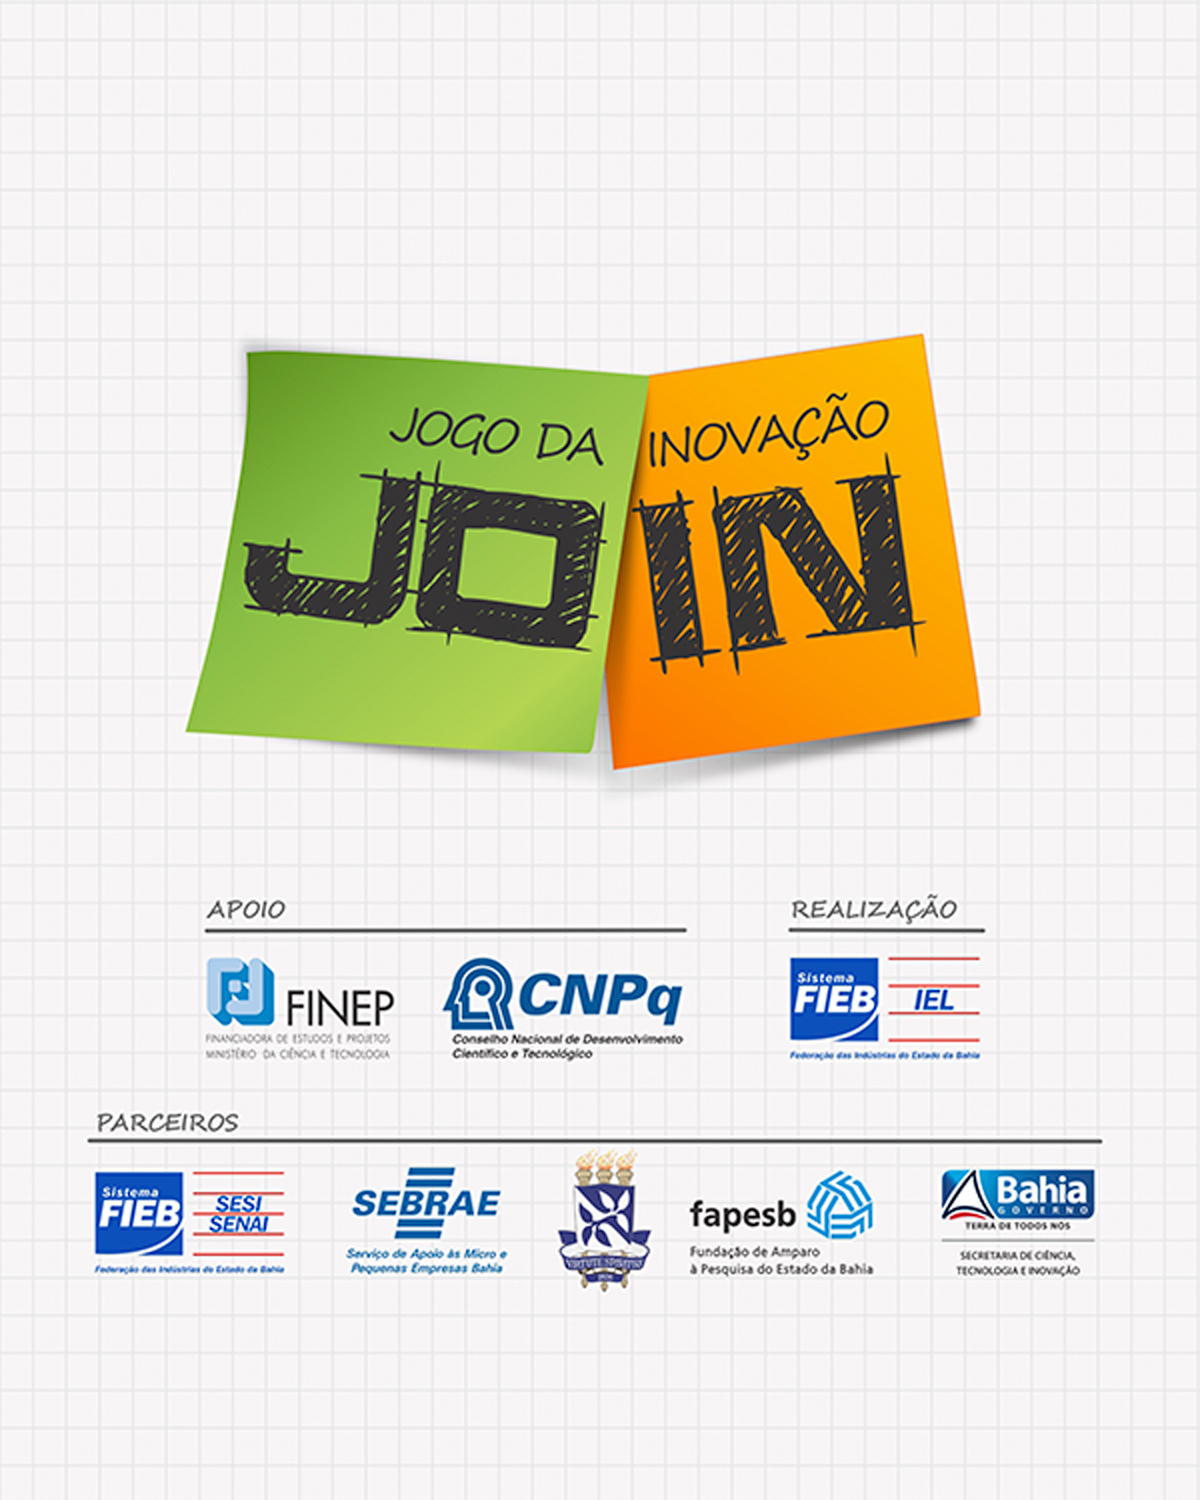 JOGO DA INOVAÇÃO
JOIN
APOIO
FINEP
FINANCIADORA DE ESTUDOS E PROJETOS
MINISTÉRIO DA CIÊNCIA E TECNOLOGIA
CNPq
Conselho Nacional de Desenvolvimento
Científico e Tecnológico
REALIZAÇÃO
Sistema
FIEB
IEL
Federação das Indústrias do Estado da Bahia
PARCEIROS
Sistema
FIEB
SESI
SENAI
Federação das Indústrias do Estado da Bahia
SEBRAE
Serviço de Apoio às Micro e
Pequenas Empresas Bahia
VIRTUTE SPIRITUS
fapesb
Fundação de Amparo
à Pesquisa do Estado da Bahia
Bahia
GOVERNO
TERRA DE TODOS NÓS
SECRETARIA DE CIÊNCIA,
TECNOLOGIA E INOVAÇÃO